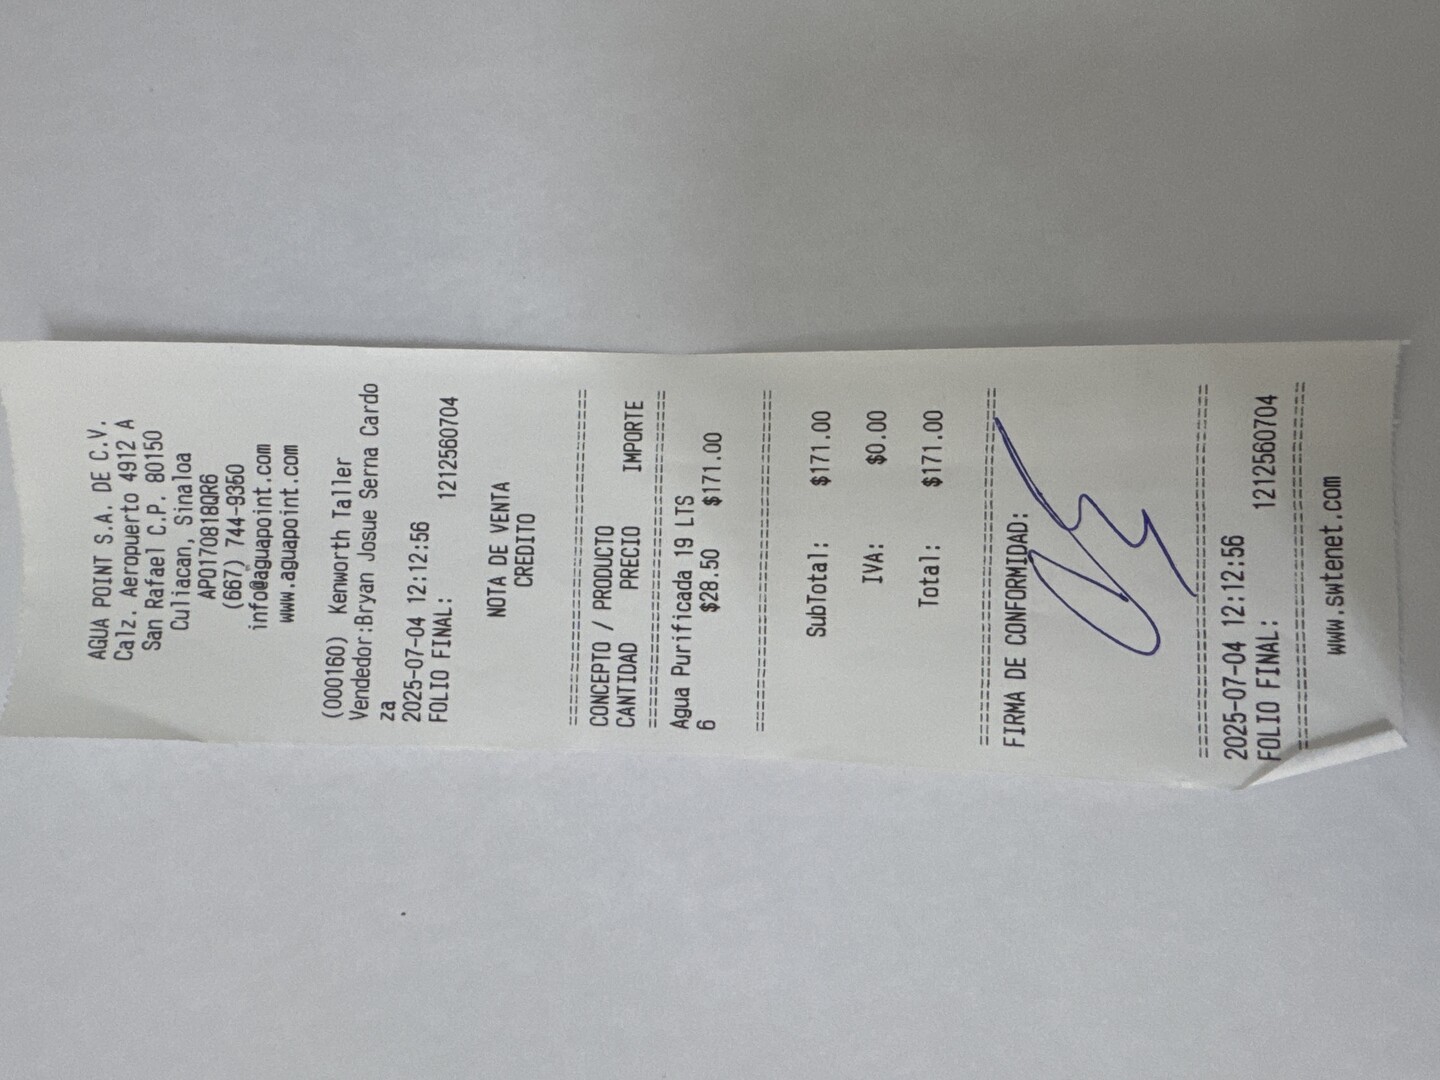 AGUA POINT S.A. DE C.V.
Calz. Aeropuerto 4912 A
San Rafael C.P. 80150
Culiacan, Sinaloa
APO170818QR6
(667) 744-9360
info@aguapoint.com
www.aguapoint.com
(000160) Kenworth Taller
Vendedor:Bryan Josue Serna Cardo
za
2025-07-04 12:12:56
FOLIO FINAL: 1212560704
NOTA DE VENTA
CREDITO
================================
CONCEPTO / PRODUCTO
CANTIDAD PRECIO IMPORTE
================================
Agua Purificada 19 LTS
6 $28.50 $171.00
================================
SubTotal: $171.00
IVA: $0.00
Total: $171.00
================================
FIRMA DE CONFORMIDAD:
================================
2025-07-04 12:12:56
FOLIO FINAL: 1212560704
================================
www.swtenet.com